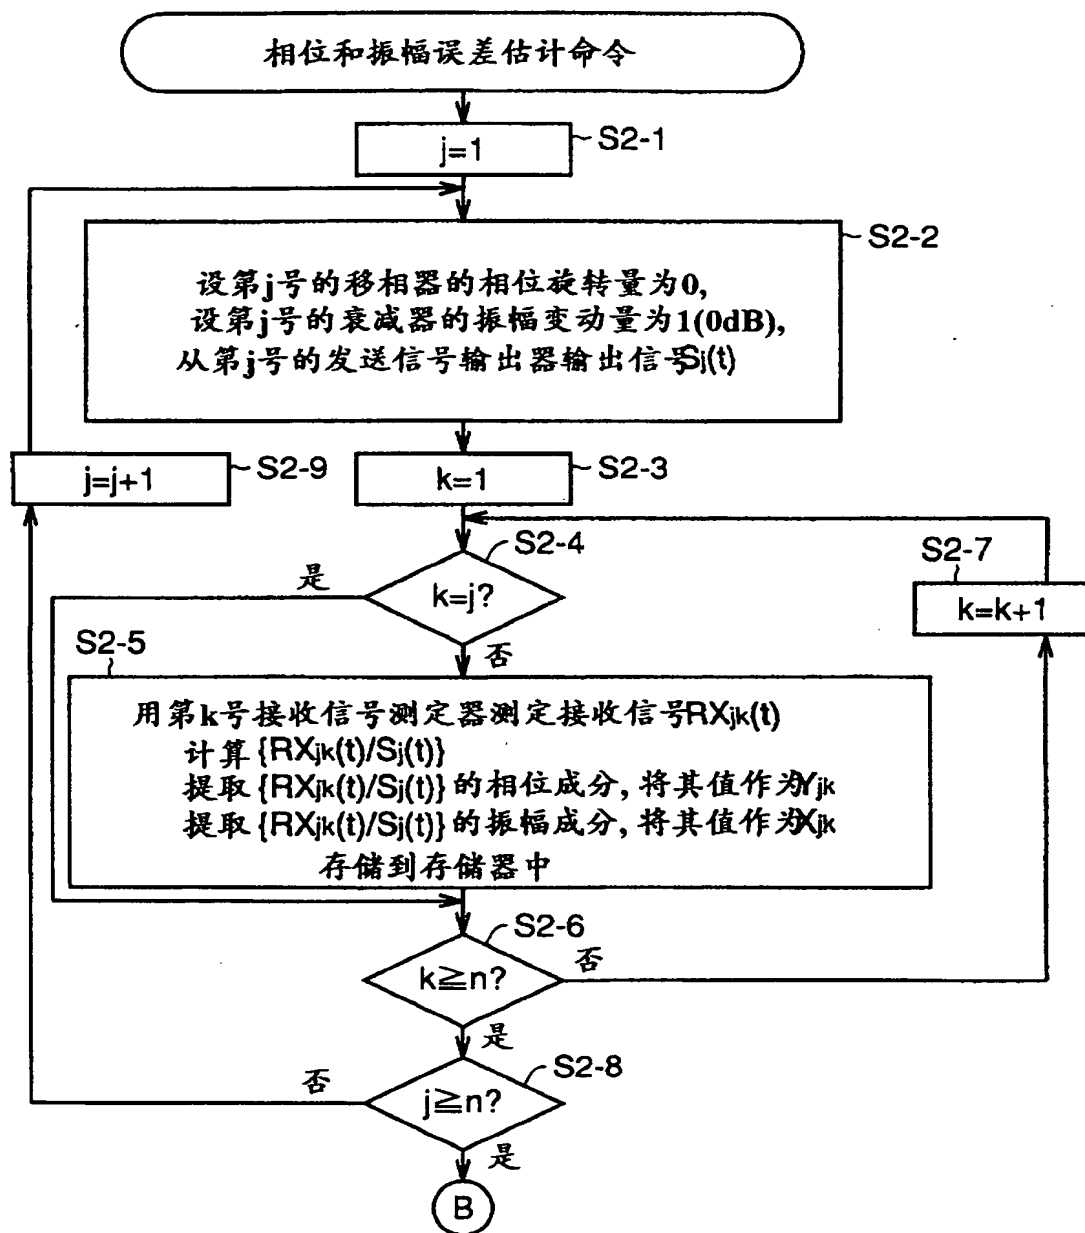 相位和振幅误差估计命令
j=1
S2-1
S2-2
设第j号的移相器的相位旋转量为0,
设第j号的衰减器的振幅变动量为1(0dB),
从第j号的发送信号输出器输出信号Sj(t)
j=j+1
S2-9
k=1
S2-3
S2-4
k=j?
是
否
S2-7
k=k+1
S2-5
用第k号接收信号测定器测定接收信号RXjk(t)
计算{RXjk(t)/Sj(t)}
提取{RXjk(t)/Sj(t)}的相位成分,将其值作为Yjk
提取{RXjk(t)/Sj(t)}的振幅成分,将其值作为Xjk
存储到存储器中
S2-6
k≧n?
否
是
S2-8
j≧n?
否
是
B